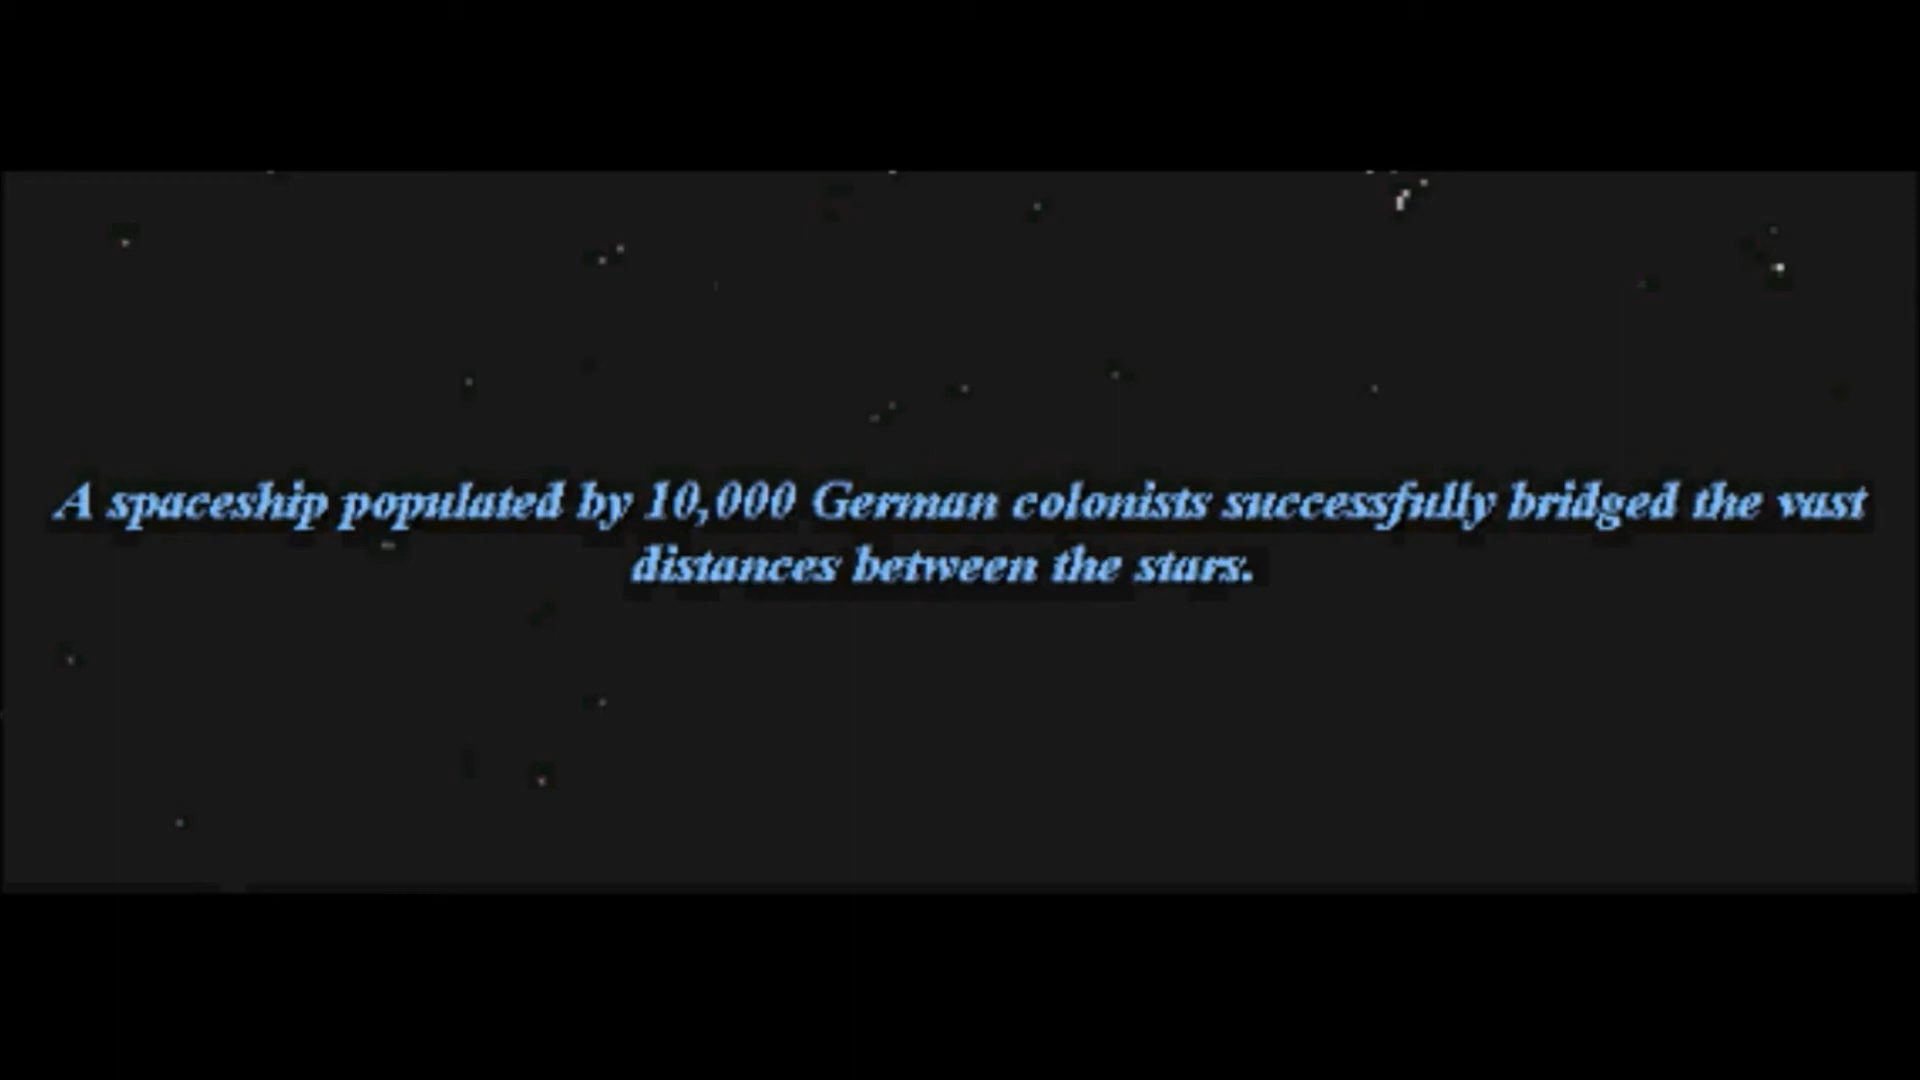 A spaceship populated by 10,000 German colonists successfully bridged the vast
distances between the stars.